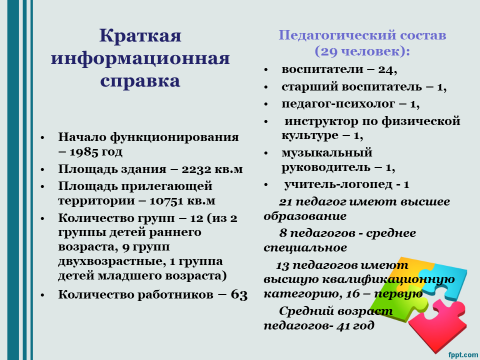 Краткая
информационная
справка
• Начало функционирования
– 1985 год
• Площадь здания – 2232 кв.м
• Площадь прилегающей
территории – 10751 кв.м
• Количество групп – 12 (из 2
группы детей раннего
возраста, 9 групп
двухвозрастные, 1 группа
детей младшего возраста)
• Количество работников – 63
Педагогический состав
(29 человек):
• воспитатели – 24,
• старший воспитатель – 1,
• педагог-психолог – 1,
• инструктор по физической
культуре – 1,
• музыкальный
руководитель – 1,
• учитель-логопед - 1
21 педагог имеют высшее
образование
8 педагогов - среднее
специальное
13 педагогов имеют
высшую квалификационную
категорию, 16 – первую
Средний возраст
педагогов- 41 год
fppt.com